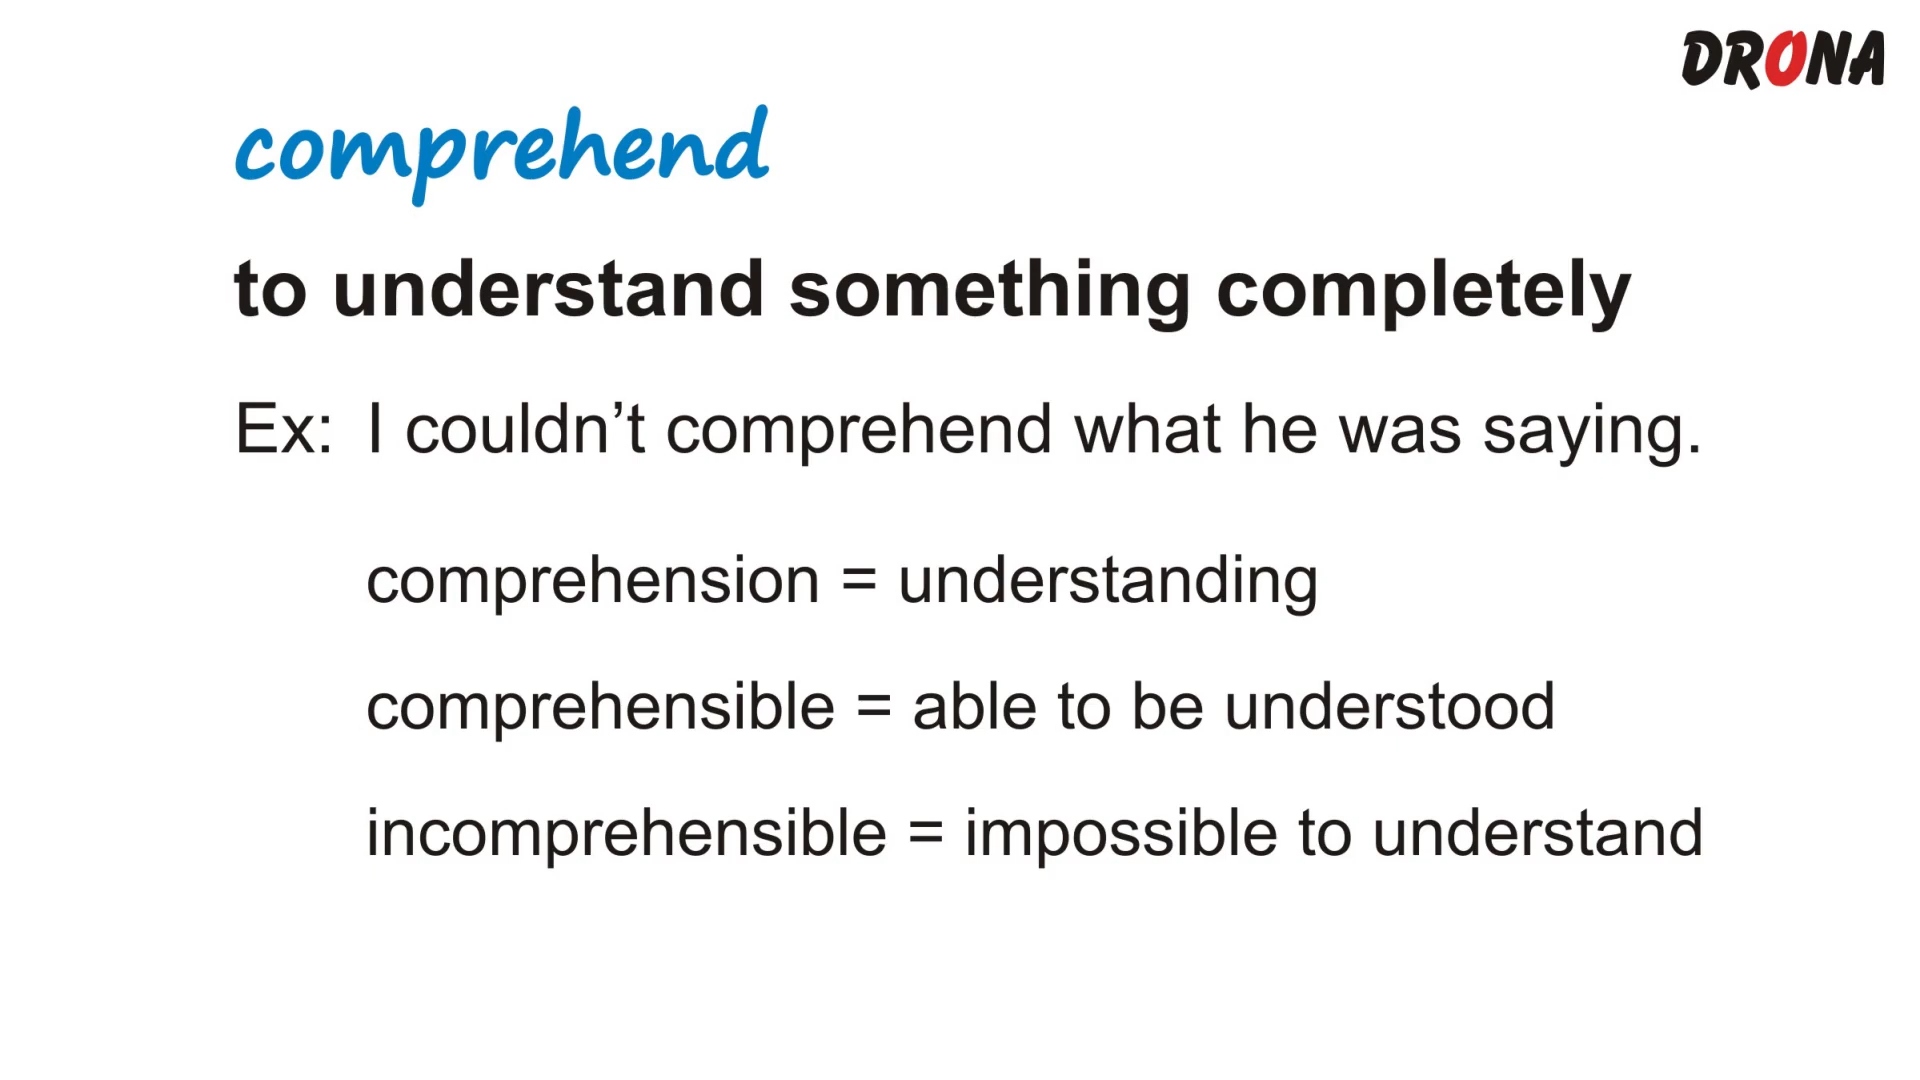 DRONA
comprehend
to understand something completely
Ex: I couldn’t comprehend what he was saying.
comprehension = understanding
comprehensible = able to be understood
incomprehensible = impossible to understand